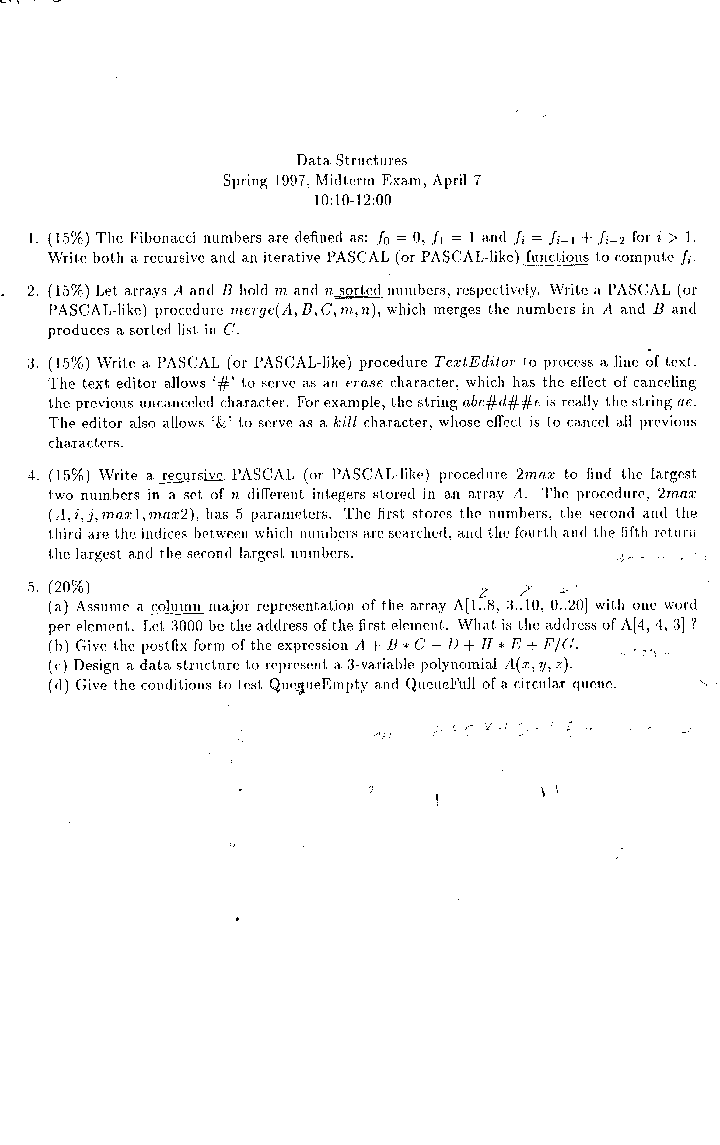 Data Structures
Spring 1997, Midterm Exam, April 7
10:10-12:00
1. (15%) The Fibonacci numbers are defined as: f₀ = 0, f₁ = 1 and fᵢ = fᵢ₋₁ + fᵢ₋₂ for i > 1.
Write both a recursive and an iterative PASCAL (or PASCAL-like) functions to compute fᵢ.
2. (15%) Let arrays A and B hold m and n sorted numbers, respectively. Write a PASCAL (or
PASCAL-like) procedure merge(A, B, C, m, n), which merges the numbers in A and B and
produces a sorted list in C.
3. (15%) Write a PASCAL (or PASCAL-like) procedure TextEditor to process a line of text.
The text editor allows '#' to serve as an erase character, which has the effect of canceling
the previous uncanceled character. For example, the string abc#d##e is really the string ae.
The editor also allows '&' to serve as a kill character, whose effect is to cancel all previous
characters.
4. (15%) Write a recursive PASCAL (or PASCAL-like) procedure 2max to find the largest
two numbers in a set of n different integers stored in an array A. The procedure, 2max
(A, i, j, max1, max2), has 5 parameters. The first stores the numbers, the second and the
third are the indices between which numbers are searched, and the fourth and the fifth return
the largest and the second largest numbers.
5. (20%)
(a) Assume a column major representation of the array A[1..8, 3..10, 0..20] with one word
per element. Let 3000 be the address of the first element. What is the address of A[4, 4, 3] ?
(b) Give the postfix form of the expression A + B * C - D + H * E + F/G.
(c) Design a data structure to represent a 3-variable polynomial A(x, y, z).
(d) Give the conditions to test QueueEmpty and QueueFull of a circular queue.